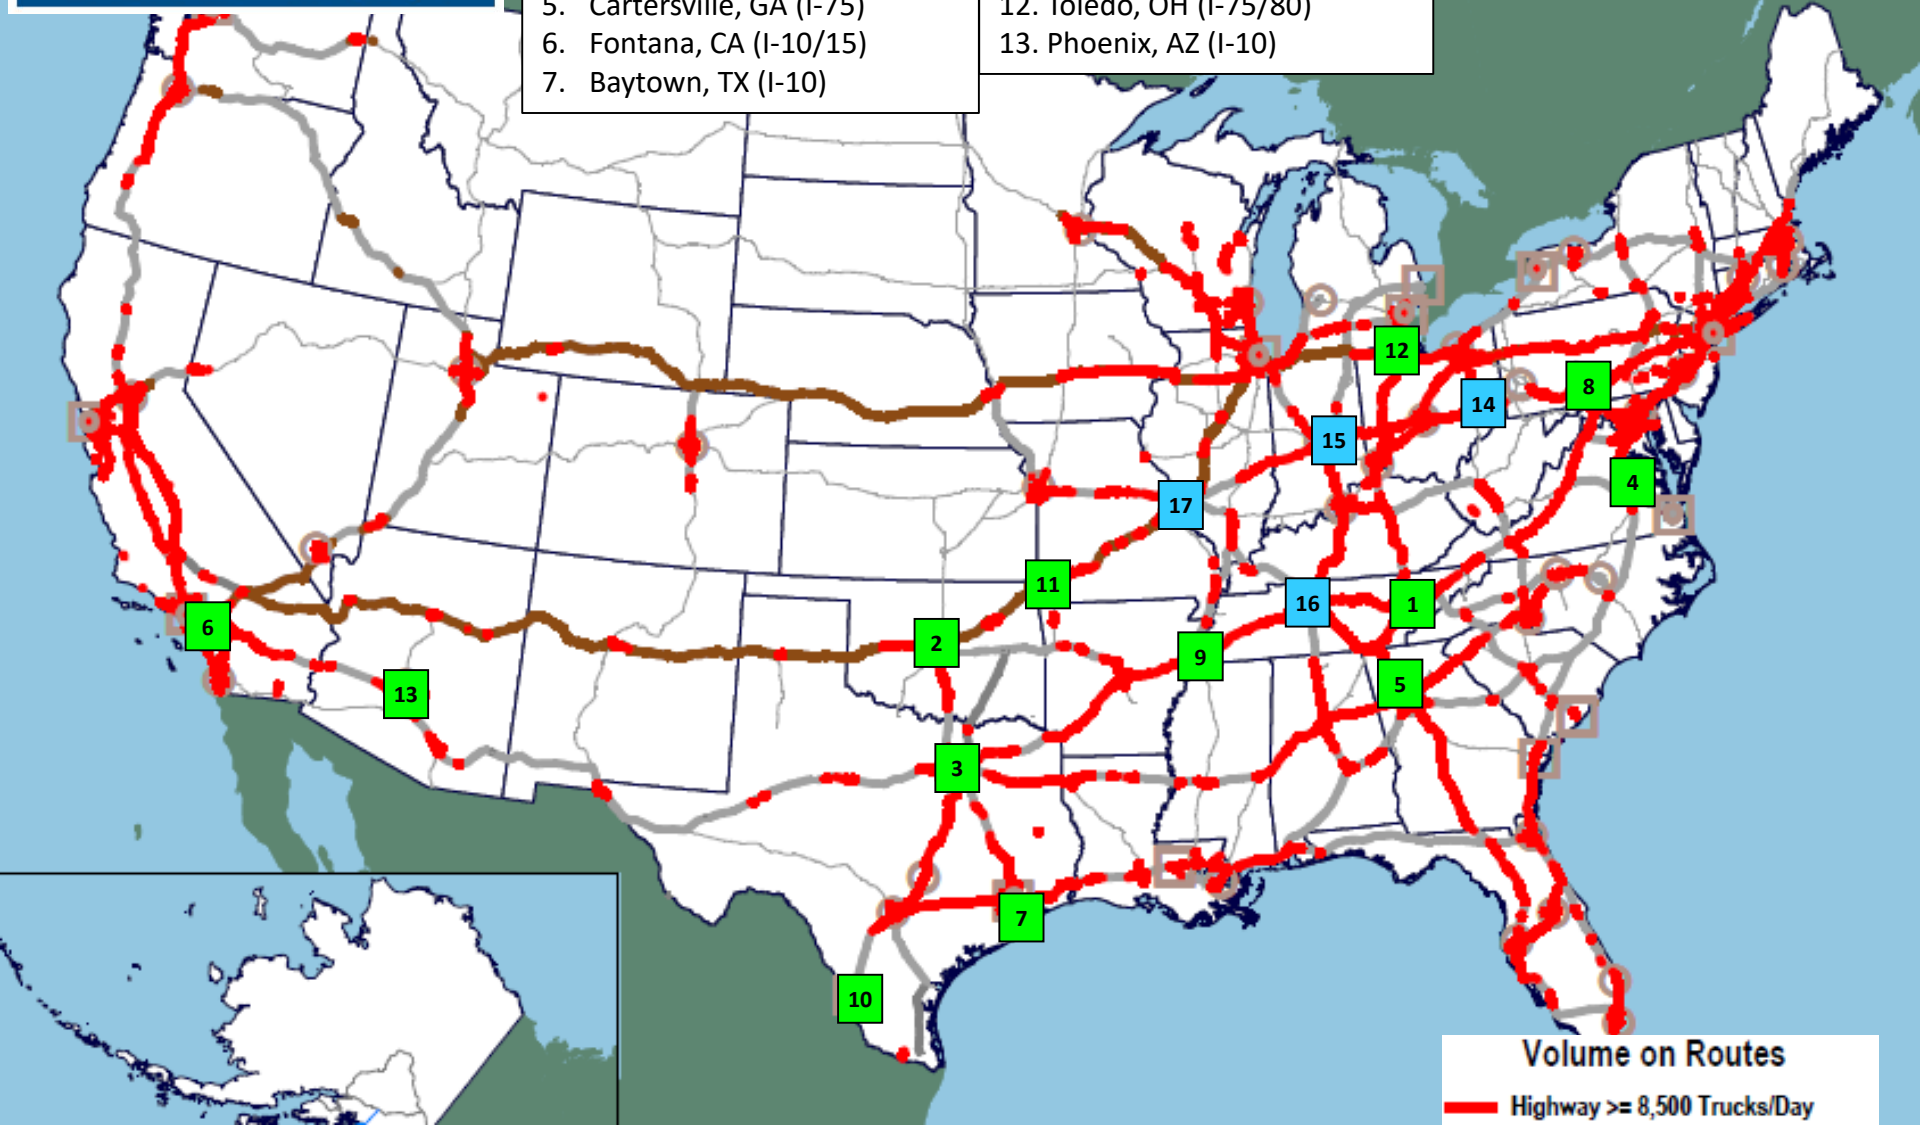 5. Cartersville, GA (I-75)
6. Fontana, CA (I-10/15)
7. Baytown, TX (I-10)
12. Toledo, OH (I-75/80)
13. Phoenix, AZ (I-10)
12
8
14
15
4
17
11
16
1
6
2
9
5
13
3
7
10
Volume on Routes
Highway >= 8,500 Trucks/Day